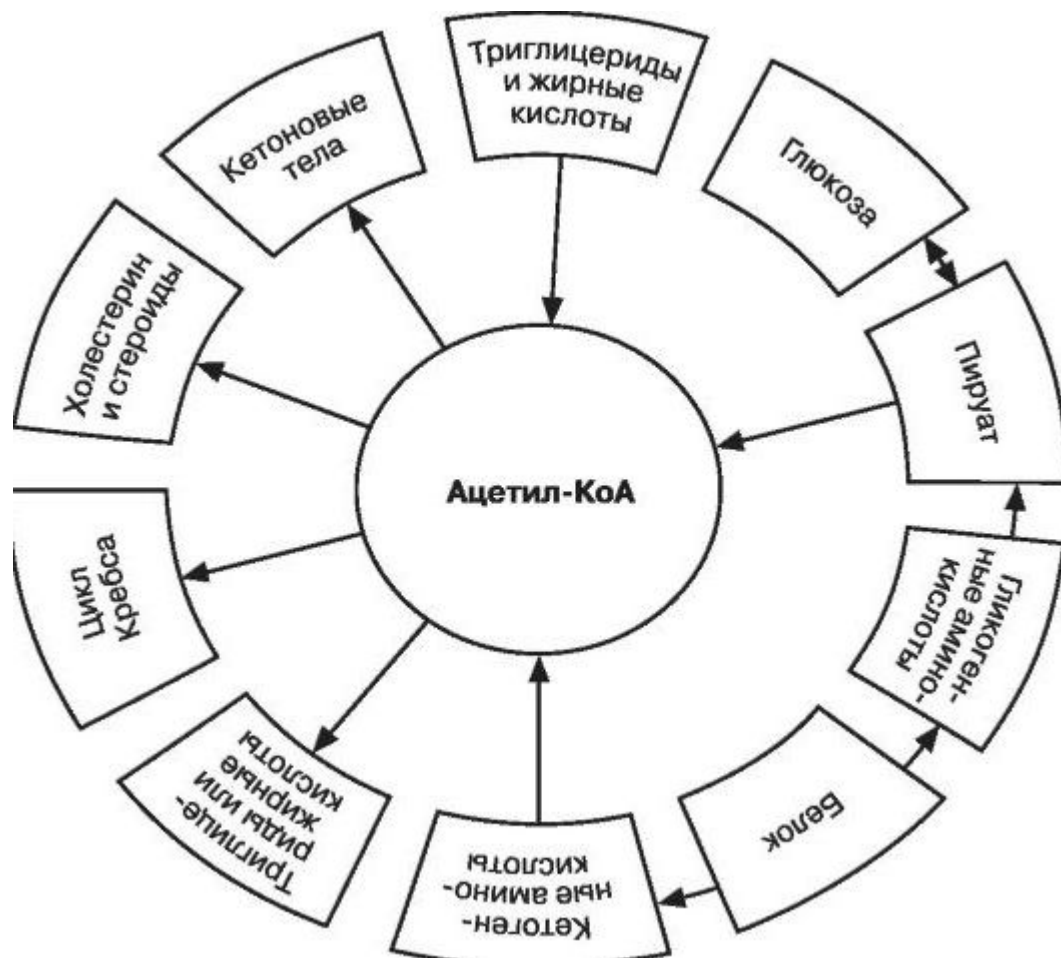 Триглицериды
и жирные
кислоты
Глюкоза
Пируат
Гликоген-
ные амино-
кислоты
Белок
Кетоген-
ные амино-
кислоты
Триглице-
риды или
жирные
кислоты
Цикл
Кребса
Холестерин
и стероиды
Кетоновые
тела
Ацетил-КоА